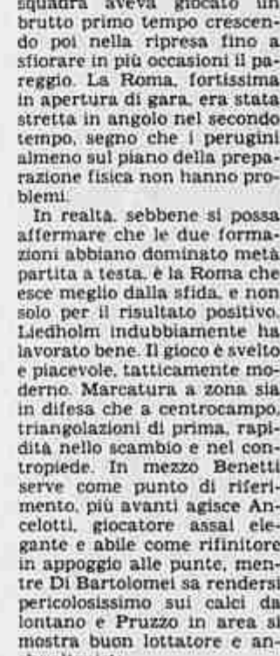 squadra aveva giocato un
brutto primo tempo crescen-
do poi nella ripresa fino a
sfiorare in più occasioni il pa-
reggio. La Roma, fortissima
in apertura di gara, era stata
stretta in angolo nel secondo
tempo, segno che i perugini
almeno sul piano della prepa-
razione fisica non hanno pro-
blemi.
In realtà, sebbene si possa
affermare che le due forma-
zioni abbiano dominato metà
partita a testa, è la Roma che
esce meglio dalla sfida, e non
solo per il risultato positivo.
Liedholm indubbiamente ha
lavorato bene. Il gioco è svelto
e piacevole, tatticamente mo-
derno. Marcatura a zona sia
in difesa che a centrocampo,
triangolazioni di prima, rapi-
dità nello scambio e nel con-
tropiede. In mezzo Benetti
serve come punto di riferi-
mento, più avanti agisce An-
celotti, giocatore assai ele-
gante e abile come rifinitore
in appoggio alle punte, men-
tre Di Bartolomei sa rendersi
pericolosissimo sui calci da
lontano e Pruzzo in area si
mostra buon lottatore e an-